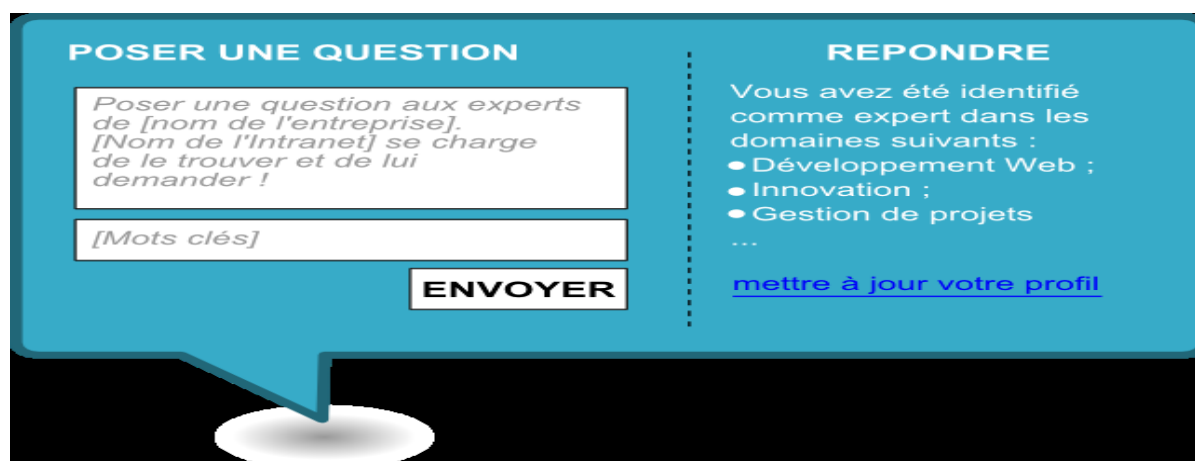 POSER UNE QUESTION
Poser une question aux experts
de [nom de l'entreprise].
[Nom de l'Intranet] se charge
de le trouver et de lui
demander !
[Mots clés]
ENVOYER
REPONDRE
Vous avez été identifié
comme expert dans les
domaines suivants :
● Développement Web ;
● Innovation ;
● Gestion de projets
...
mettre à jour votre profil